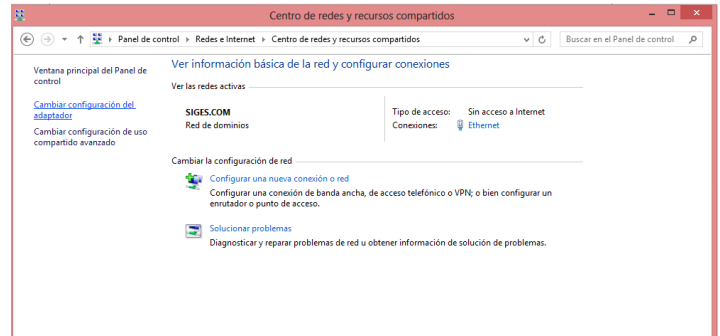 Centro de redes y recursos compartidos
Panel de control ▸ Redes e Internet ▸ Centro de redes y recursos compartidos
Buscar en el Panel de control
Ventana principal del Panel de
control
Cambiar configuración del
adaptador
Cambiar configuración de uso
compartido avanzado
Ver información básica de la red y configurar conexiones
Ver las redes activas
SIGES.COM
Red de dominios
Tipo de acceso: Sin acceso a Internet
Conexiones: Ethernet
Cambiar la configuración de red
Configurar una nueva conexión o red
Configurar una conexión de banda ancha, de acceso telefónico o VPN; o bien configurar un
enrutador o punto de acceso.
Solucionar problemas
Diagnosticar y reparar problemas de red u obtener información de solución de problemas.